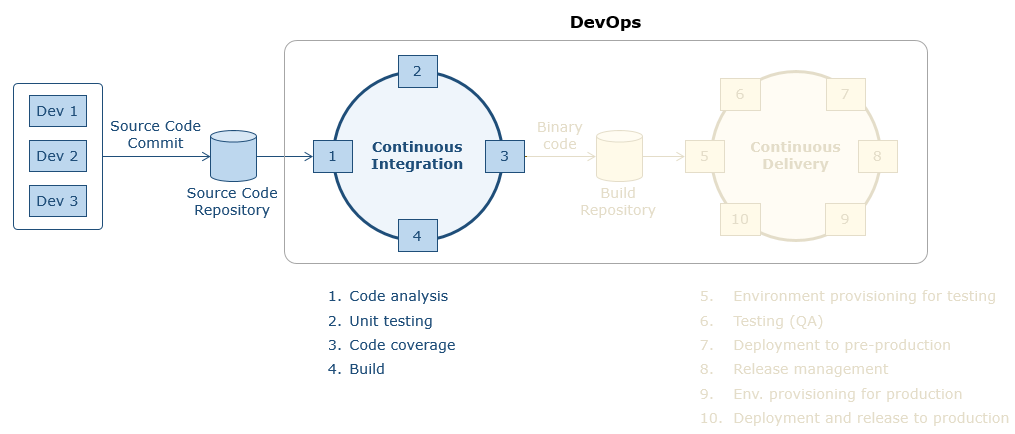 DevOps
Dev 1
Dev 2
Dev 3
Source Code
Commit
Source Code
Repository
1
2
3
4
Continuous
Integration
Binary
code
Build
Repository
5
6
7
8
9
10
Continuous
Delivery
1. Code analysis
2. Unit testing
3. Code coverage
4. Build
5. Environment provisioning for testing
6. Testing (QA)
7. Deployment to pre-production
8. Release management
9. Env. provisioning for production
10. Deployment and release to production